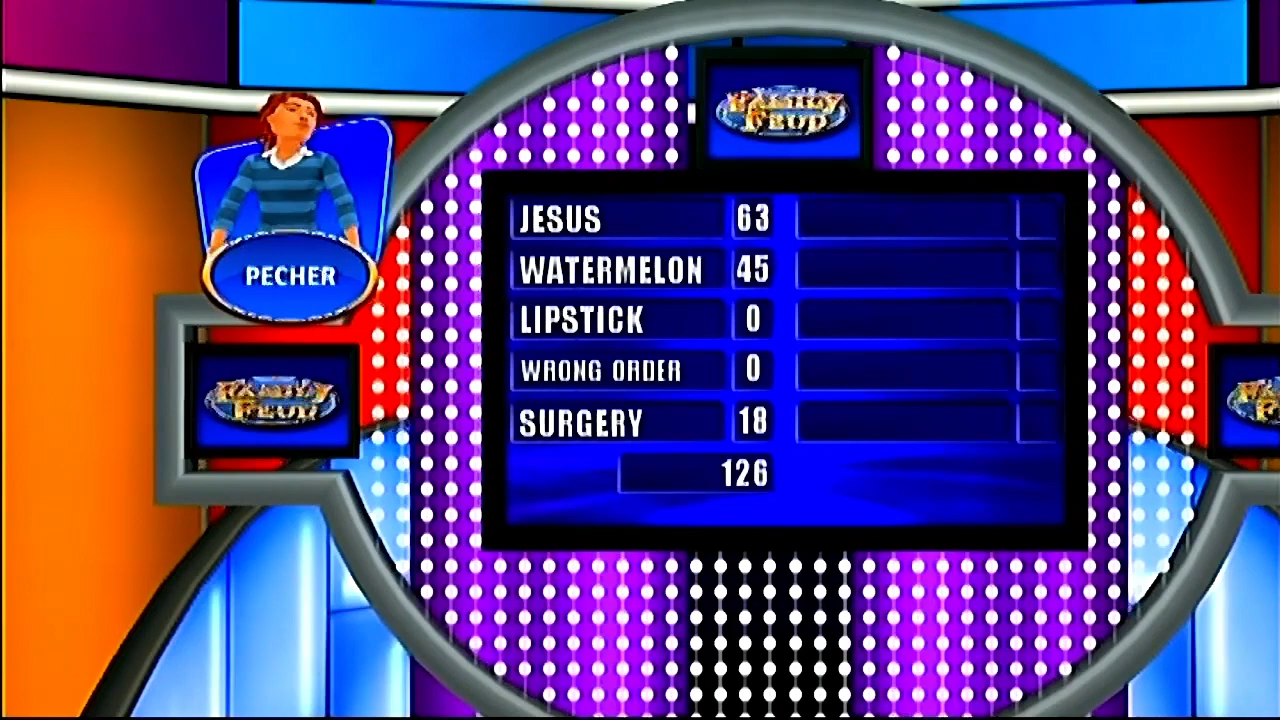 FAMILY
FEUD
JESUS 63
PECHER
WATERMELON 45
LIPSTICK 0
WRONG ORDER 0
FAMILY
FEUD
SURGERY 18
126